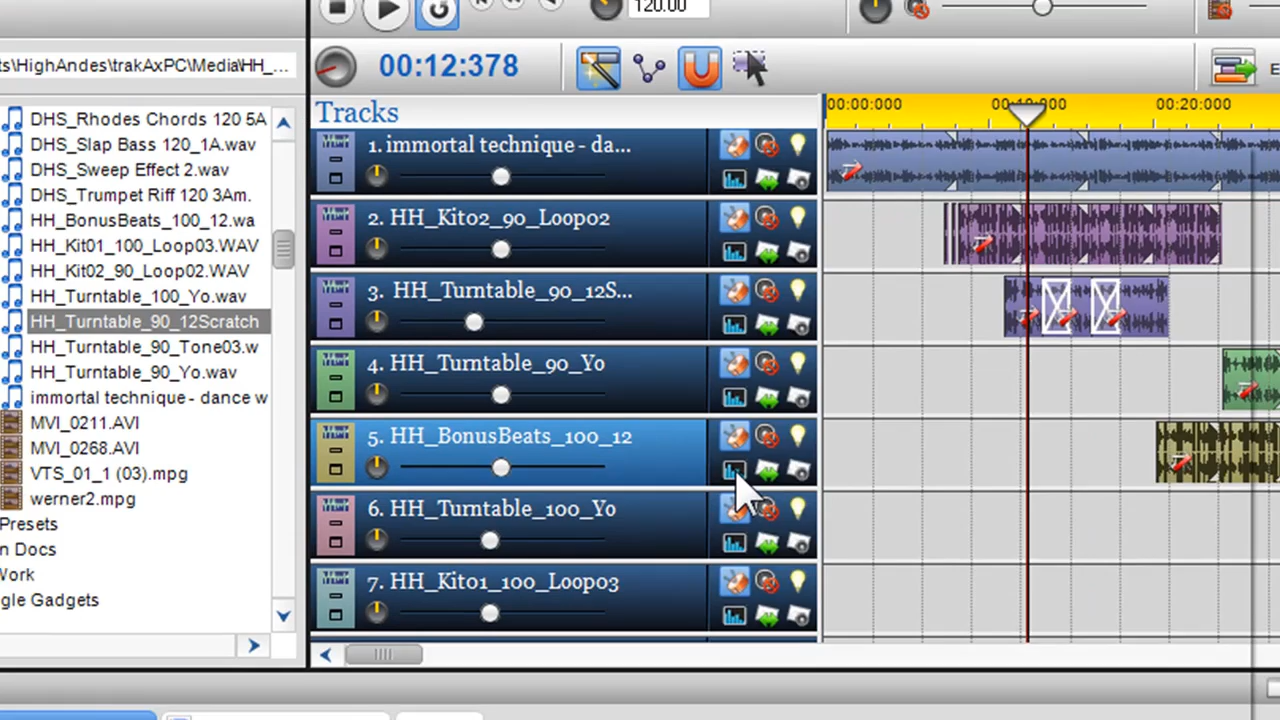 120.00
00:12:378
E
ts\HighAndes\trakAxPC\Media\HH_...
DHS_Rhodes Chords 120 5A
DHS_Slap Bass 120_1A.wav
DHS_Sweep Effect 2.wav
DHS_Trumpet Riff 120 3Am.
HH_BonusBeats_100_12.wa
HH_Kit01_100_Loop03.WAV
HH_Kit02_90_Loop02.WAV
HH_Turntable_100_Yo.wav
HH_Turntable_90_12Scratch
HH_Turntable_90_Tone03.w
HH_Turntable_90_Yo.wav
immortal technique - dance w
MVI_0211.AVI
MVI_0268.AVI
VTS_01_1 (03).mpg
werner2.mpg
Presets
n Docs
Work
gle Gadgets
Tracks
00:00:000
00:10:000
00:20:000
1. immortal technique - da...
2. HH_Kit02_90_Loop02
3. HH_Turntable_90_12S...
4. HH_Turntable_90_Yo
5. HH_BonusBeats_100_12
6. HH_Turntable_100_Yo
7. HH_Kit01_100_Loop03